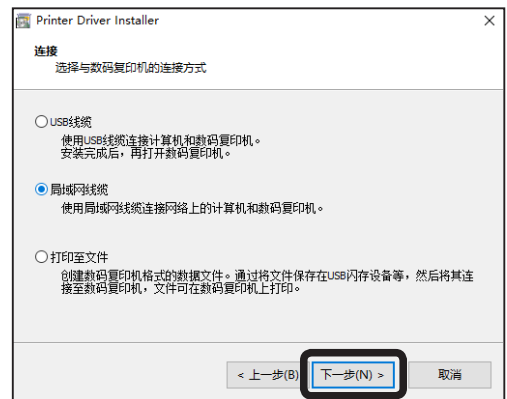 Printer Driver Installer
连接
选择与数码复印机的连接方式
USB线缆
使用USB线缆连接计算机和数码复印机。
安装完成后，再打开数码复印机。
局域网线缆
使用局域网线缆连接网络上的计算机和数码复印机。
打印至文件
创建数码复印机格式的数据文件。通过将文件保存在USB闪存设备等，然后将其连
接至数码复印机，文件可在数码复印机上打印。
< 上一步(B) 下一步(N) > 取消